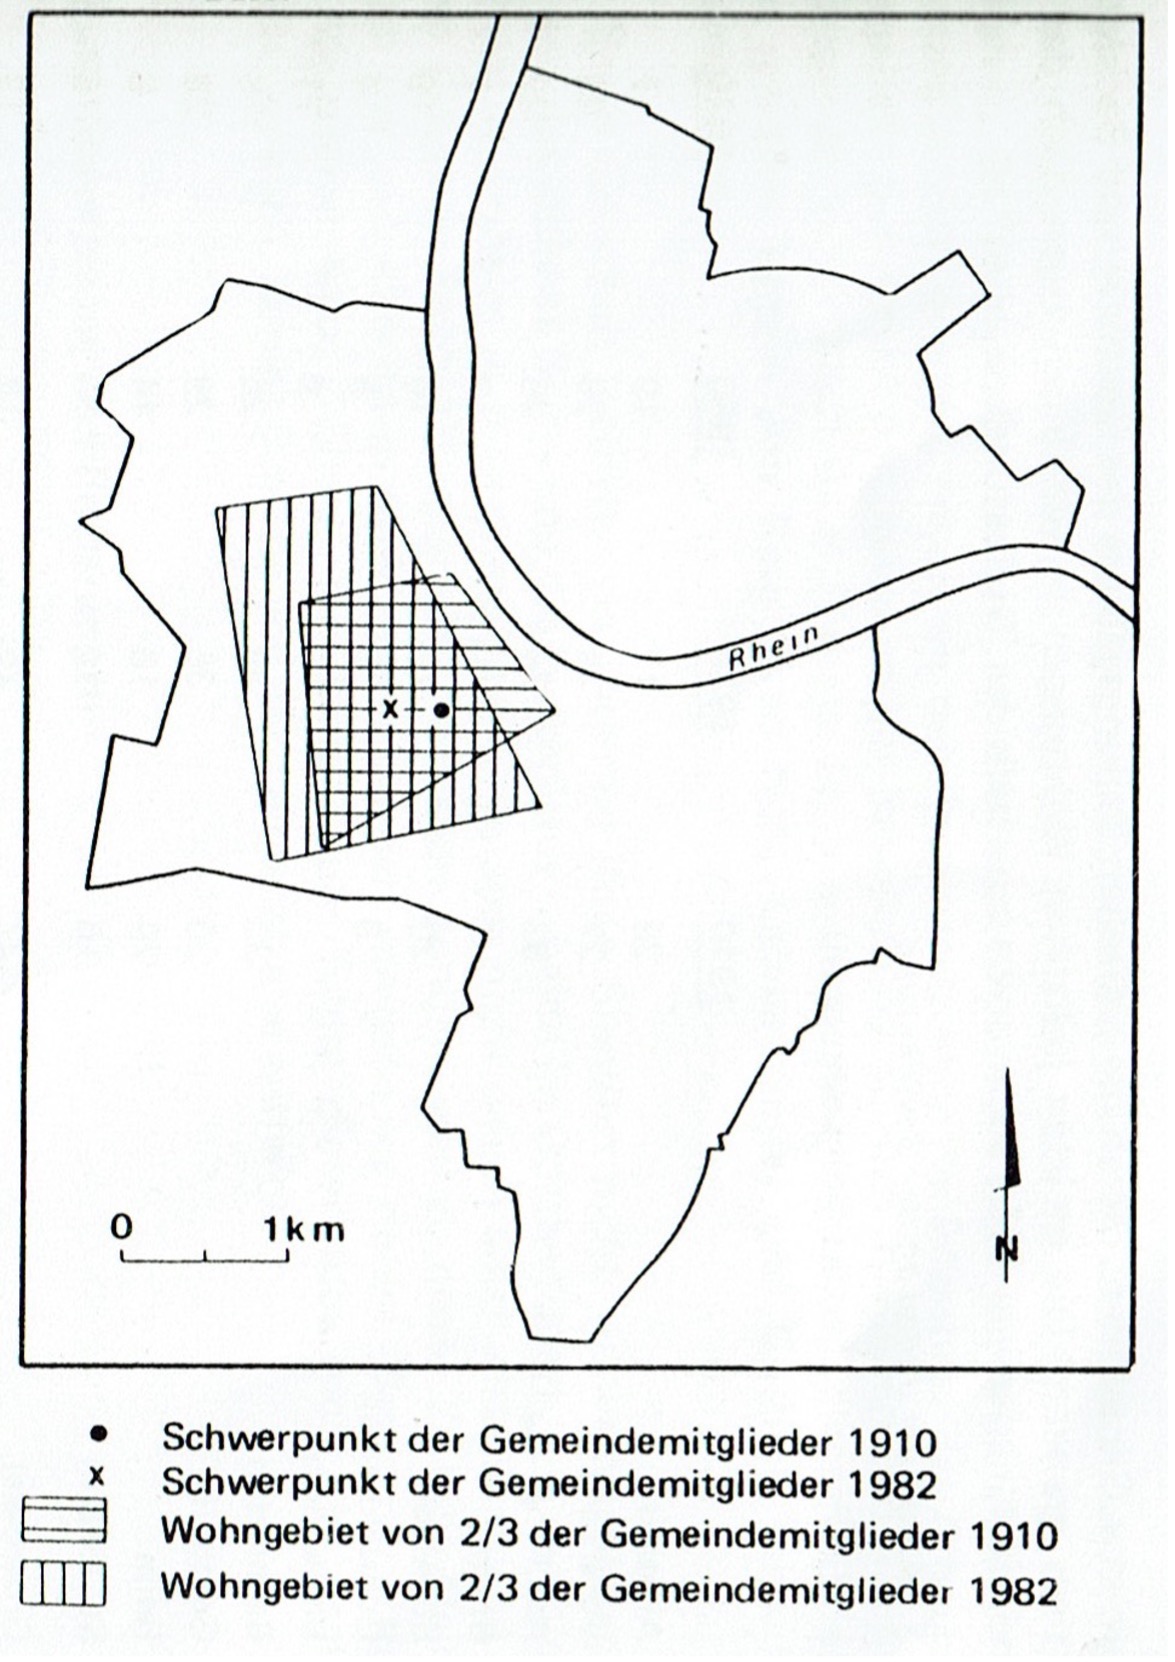 Rhein
X
0 1km
N
• Schwerpunkt der Gemeindemitglieder 1910
x Schwerpunkt der Gemeindemitglieder 1982
Wohngebiet von 2/3 der Gemeindemitglieder 1910
Wohngebiet von 2/3 der Gemeindemitglieder 1982